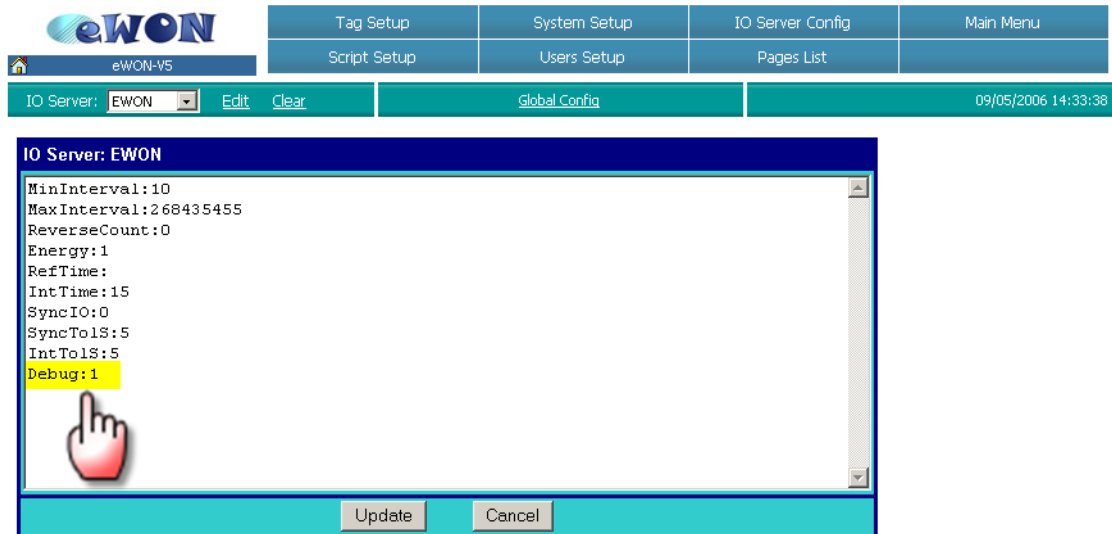 eWON
Tag Setup System Setup IO Server Config Main Menu
eWON-V5 Script Setup Users Setup Pages List
IO Server: EWON Edit Clear Global Config 09/05/2006 14:33:38
IO Server: EWON
MinInterval:10
MaxInterval:268435455
ReverseCount:0
Energy:1
RefTime:
IntTime:15
SyncIO:0
SyncTolS:5
IntTolS:5
Debug:1
Update Cancel